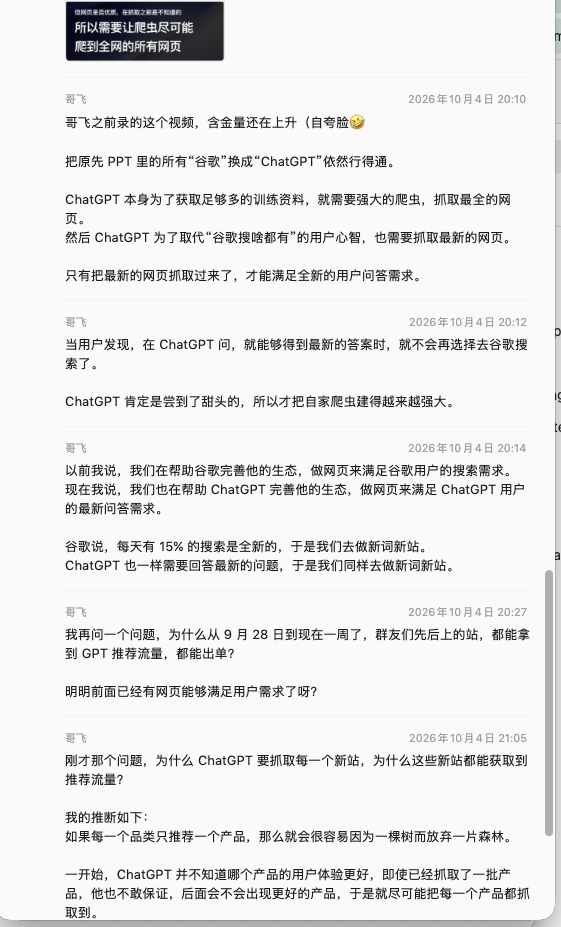 但网页是否优质，在抓取之前是不知道的
所以需要让爬虫尽可能
爬到全网的所有网页
哥飞
2026年10月4日 20:10
哥飞之前录的这个视频，含金量还在上升（自夸脸🤣
把原先 PPT 里的所有“谷歌”换成“ChatGPT”依然行得通。
ChatGPT 本身为了获取足够多的训练资料，就需要强大的爬虫，抓取最全的网
页。
然后 ChatGPT 为了取代“谷歌搜啥都有”的用户心智，也需要抓取最新的网页。
只有把最新的网页抓取过来了，才能满足全新的用户问答需求。
哥飞
2026年10月4日 20:12
当用户发现，在 ChatGPT 问，就能够得到最新的答案时，就不会再选择去谷歌搜
索了。
ChatGPT 肯定是尝到了甜头的，所以才把自家爬虫建得越来越强大。
哥飞
2026年10月4日 20:14
以前我说，我们在帮助谷歌完善他的生态，做网页来满足谷歌用户的搜索需求。
现在我说，我们也在帮助 ChatGPT 完善他的生态，做网页来满足 ChatGPT 用户
的最新问答需求。
谷歌说，每天有 15% 的搜索是全新的，于是我们去做新词新站。
ChatGPT 也一样需要回答最新的问题，于是我们同样去做新词新站。
哥飞
2026年10月4日 20:27
我再问一个问题，为什么从 9 月 28 日到现在一周了，群友们先后上的站，都能拿
到 GPT 推荐流量，都能出单？
明明前面已经有网页能够满足用户需求了呀？
哥飞
2026年10月4日 21:05
刚才那个问题，为什么 ChatGPT 要抓取每一个新站，为什么这些新站都能获取到
推荐流量？
我的推断如下：
如果每一个品类只推荐一个产品，那么就会很容易因为一棵树而放弃一片森林。
一开始，ChatGPT 并不知道哪个产品的用户体验更好，即使已经抓取了一批产
品，他也不敢保证，后面会不会出现更好的产品，于是就尽可能把每一个产品都抓
取到。